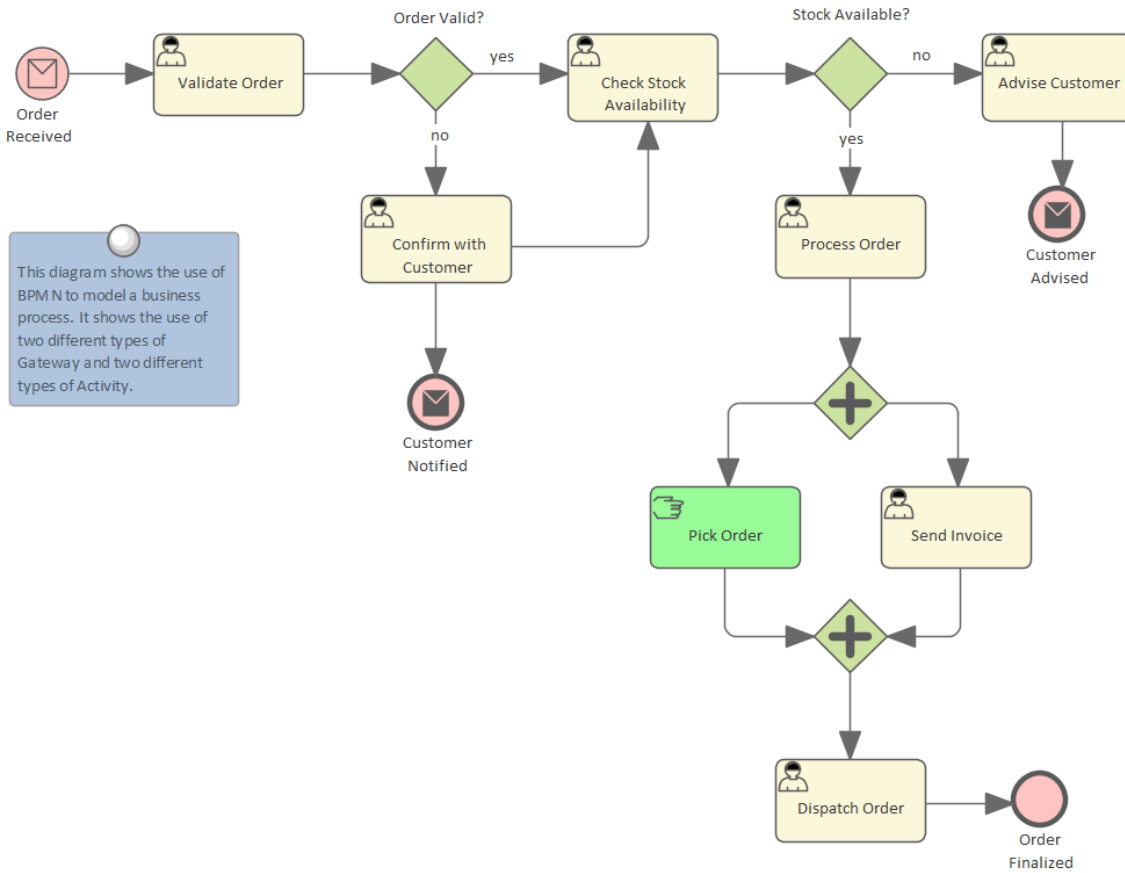 Order Valid?
Stock Available?
yes
no
Validate Order
Check Stock
Availability
Advise Customer
Order
Received
no
yes
Confirm with
Customer
Process Order
Customer
Advised
This diagram shows the use of
BPMN to model a business
process. It shows the use of
two different types of
Gateway and two different
types of Activity.
Customer
Notified
Pick Order
Send Invoice
Dispatch Order
Order
Finalized